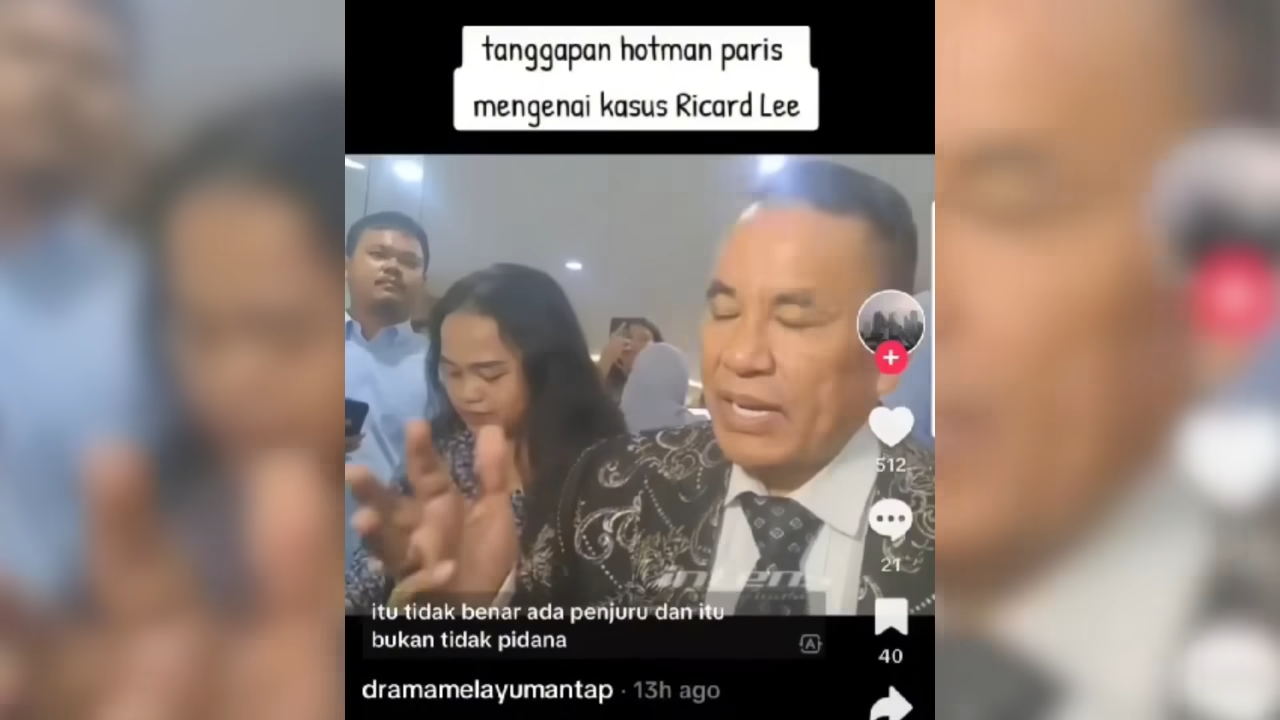 tanggapan hotman paris
mengenai kasus Ricard Lee
512
21
intens
itu tidak benar ada penjuru dan itu
bukan tidak pidana
40
dramamelayumantap · 13h ago